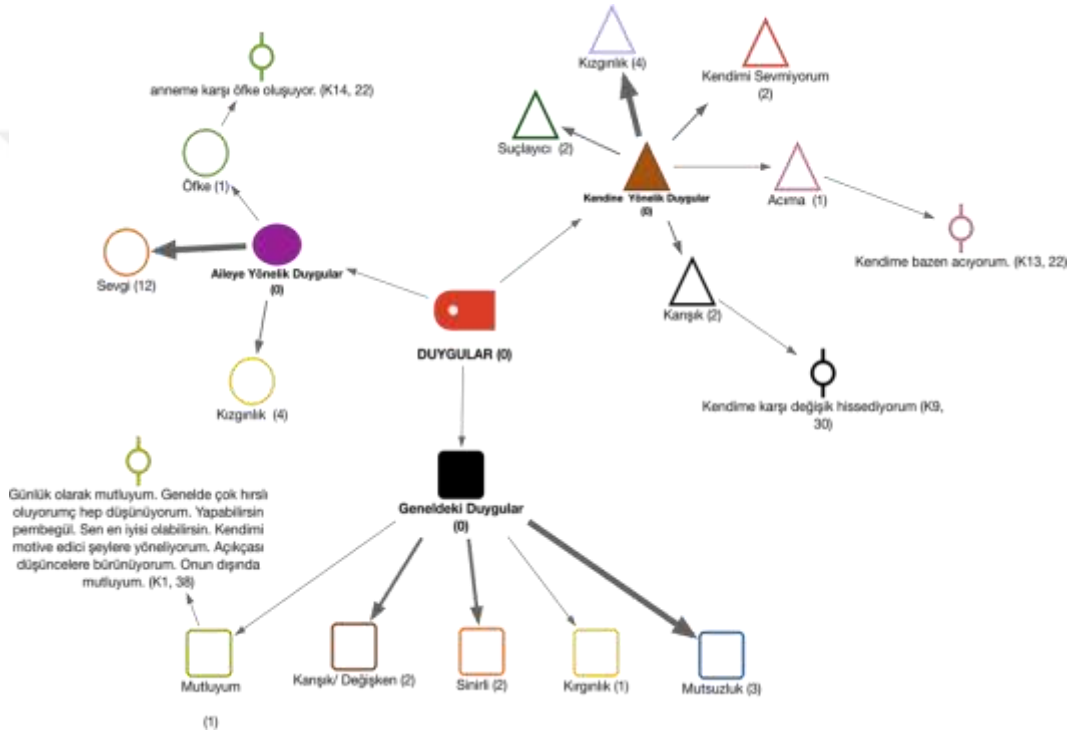 Kızgınlık (4)
Kendimi Sevmiyorum
(2)
anneme karşı öfke oluşuyor. (K14, 22)
Suçlayıcı (2)
Öfke (1)
Kendine Yönelik Duygular
(0)
Acıma (1)
Kendime bazen acıyorum. (K13, 22)
Aileye Yönelik Duygular
(0)
Sevgi (12)
Karışık (2)
DUYGULAR (0)
Kızgınlık (4)
Kendime karşı değişik hissediyorum (K9,
30)
Günlük olarak mutluyum. Genelde çok hırslı
oluyorumç hep düşünüyorum. Yapabilirsin
pembegül. Sen en iyisi olabilirsin. Kendimi
motive edici şeylere yöneliyorum. Açıkçası
düşüncelere bürünüyorum. Onun dışında
mutluyum. (K1, 38)
Geneldeki Duygular
(0)
Mutluyum
(1)
Karışık/ Değişken (2)
Sinirli (2)
Kırgınlık (1)
Mutsuzluk (3)